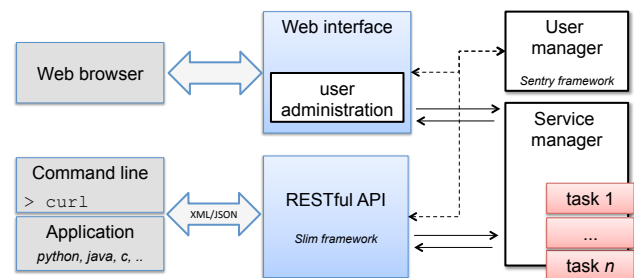 Web browser
Command line
> curl
Application
python, java, c, ..
XML/JSON
Web interface
user
administration
RESTful API
Slim framework
User
manager
Sentry framework
Service
manager
task 1
...
task n